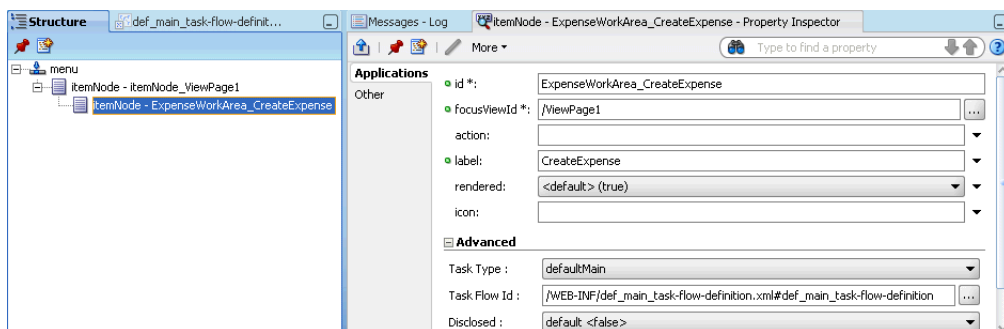 Structure
def_main_task-flow-definit...
menu
itemNode - itemNode_ViewPage1
itemNode - ExpenseWorkArea_CreateExpense
Messages - Log
itemNode - ExpenseWorkArea_CreateExpense - Property Inspector
More
Type to find a property
?
Applications
Other
id *: ExpenseWorkArea_CreateExpense
focusViewId *: /ViewPage1 ...
action:
label: CreateExpense
rendered: <default> (true)
icon:
Advanced
Task Type : defaultMain
Task Flow Id : /WEB-INF/def_main_task-flow-definition.xml#def_main_task-flow-definition ...
Disclosed : default <false>